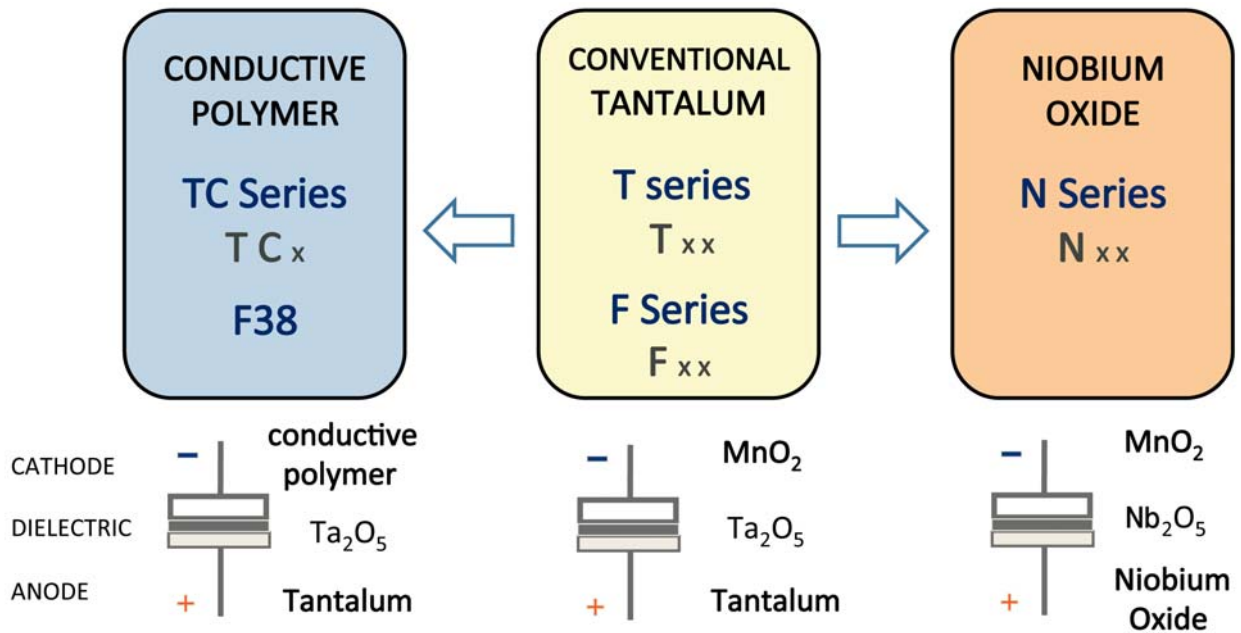 CONDUCTIVE
POLYMER
TC Series
T C x
F38
CONVENTIONAL
TANTALUM
T series
T x x
F Series
F x x
NIOBIUM
OXIDE
N Series
N x x
CATHODE
DIELECTRIC
ANODE
−
conductive
polymer
Ta₂O₅
+
Tantalum
−
MnO₂
Ta₂O₅
+
Tantalum
−
MnO₂
Nb₂O₅
+
Niobium
Oxide